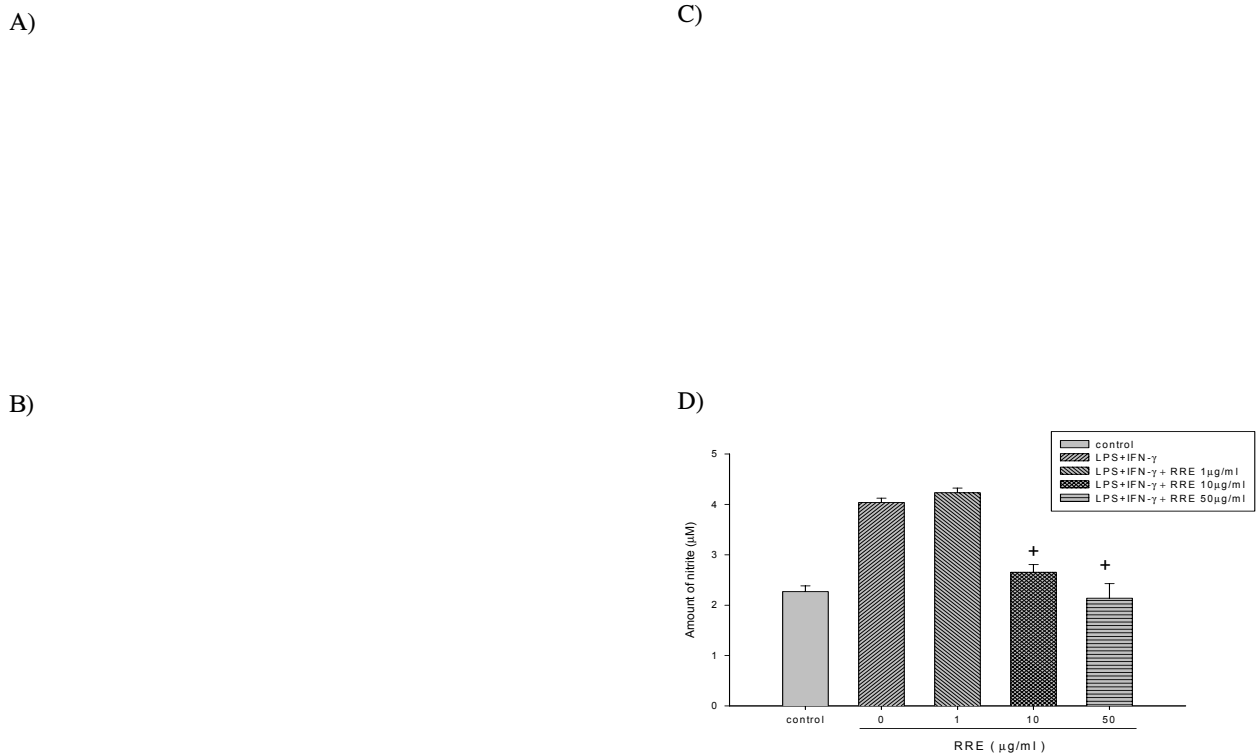 A)
C)
B)
D)
control
LPS+IFN-γ
LPS+IFN-γ + RRE 1μg/ml
LPS+IFN-γ + RRE 10μg/ml
LPS+IFN-γ + RRE 50μg/ml
5
4
3
2
1
0
Amount of nitrite (μM)
+
+
control 0 1 10 50
RRE ( μg/ml )